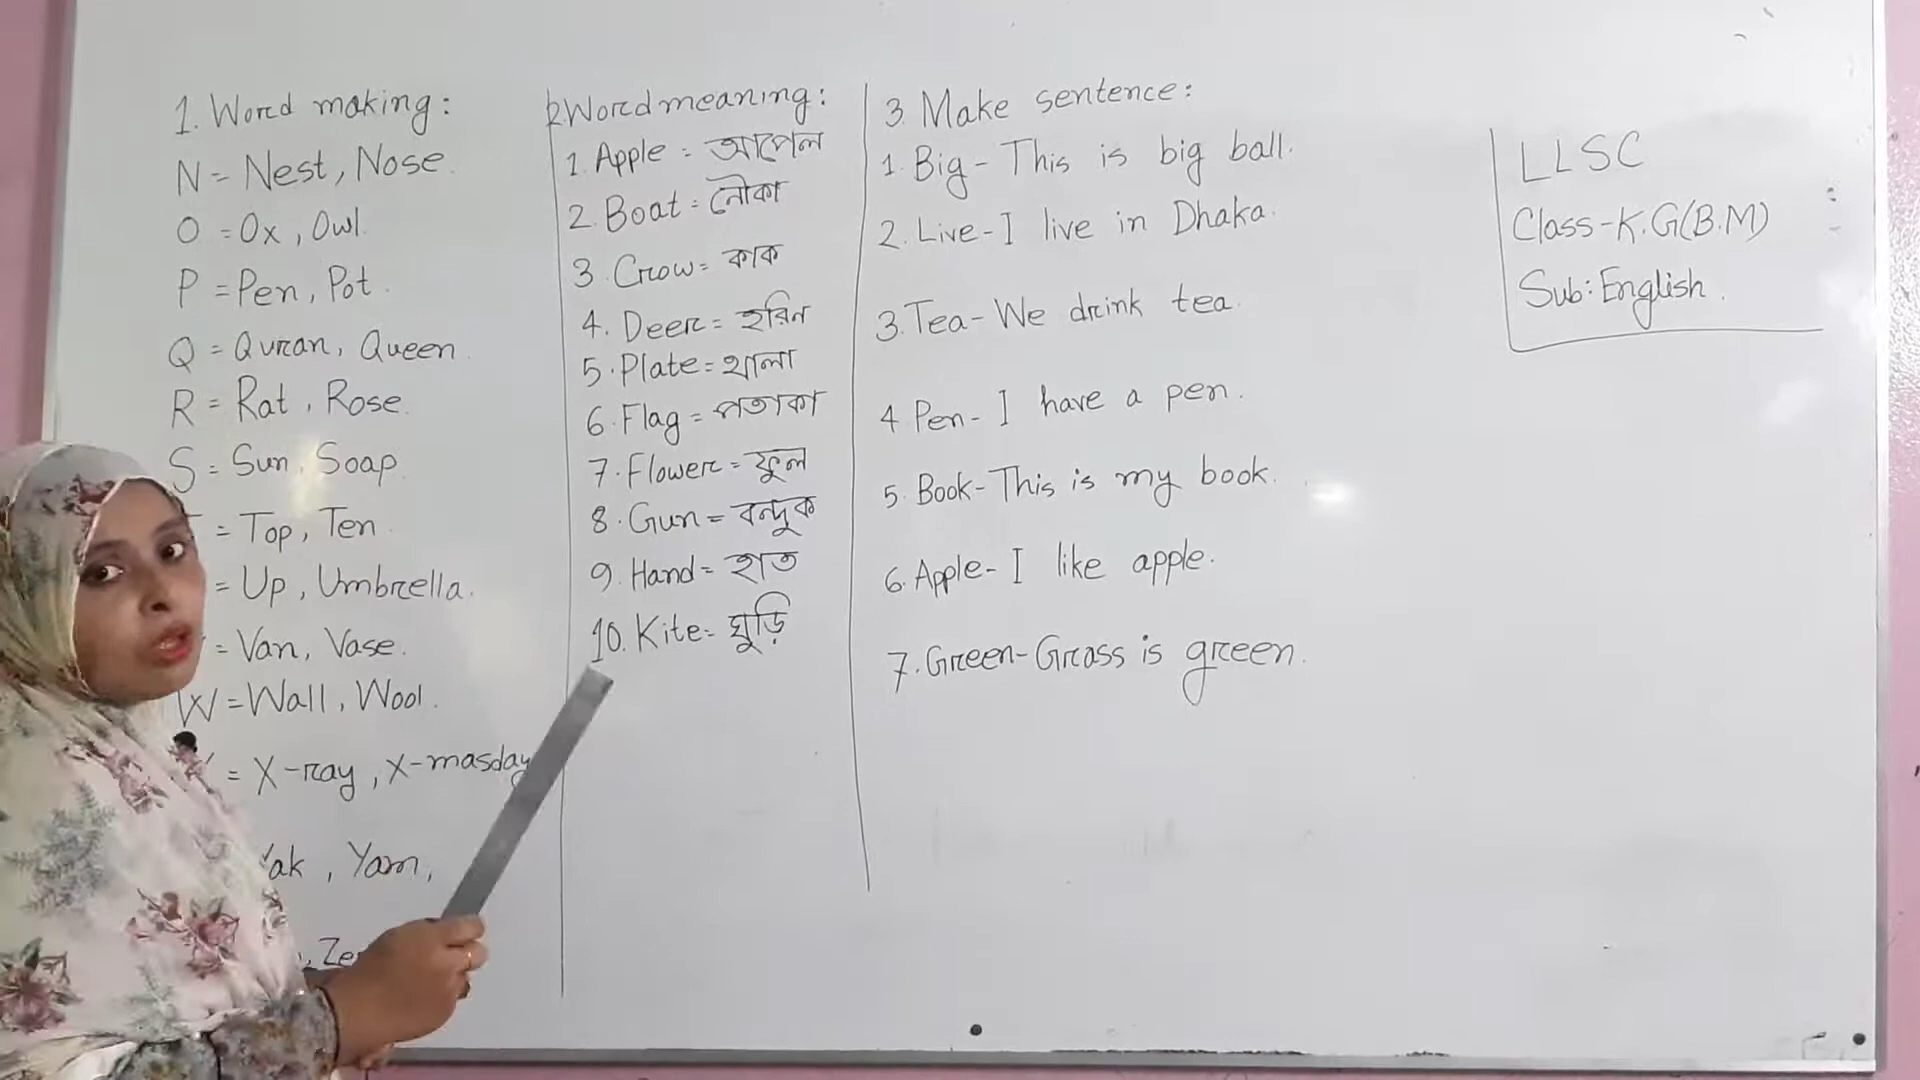 1. Word making:
N = Nest, Nose.
O = Ox, Owl.
P = Pen, Pot.
Q = Quran, Queen.
R = Rat, Rose.
S = Sun, Soap.
= Top, Ten.
= Up, Umbrella.
= Van, Vase.
W = Wall, Wool.
= X-ray, X-masday
, Yam,
2. Word meaning:
1. Apple = আপেল
2. Boat = নৌকা
3. Crow = কাক
4. Deer = হরিন
5. Plate = থালা
6. Flag = পতাকা
7. Flower = ফুল
8. Gun = বন্দুক
9. Hand = হাত
10. Kite = ঘুড়ি
3. Make sentence:
1. Big - This is big ball.
2. Live - I live in Dhaka.
3. Tea - We drink tea.
4. Pen - I have a pen.
5. Book - This is my book.
6. Apple - I like apple.
7. Green - Grass is green.
LLSC
Class - K.G(B.M)
Sub: English.